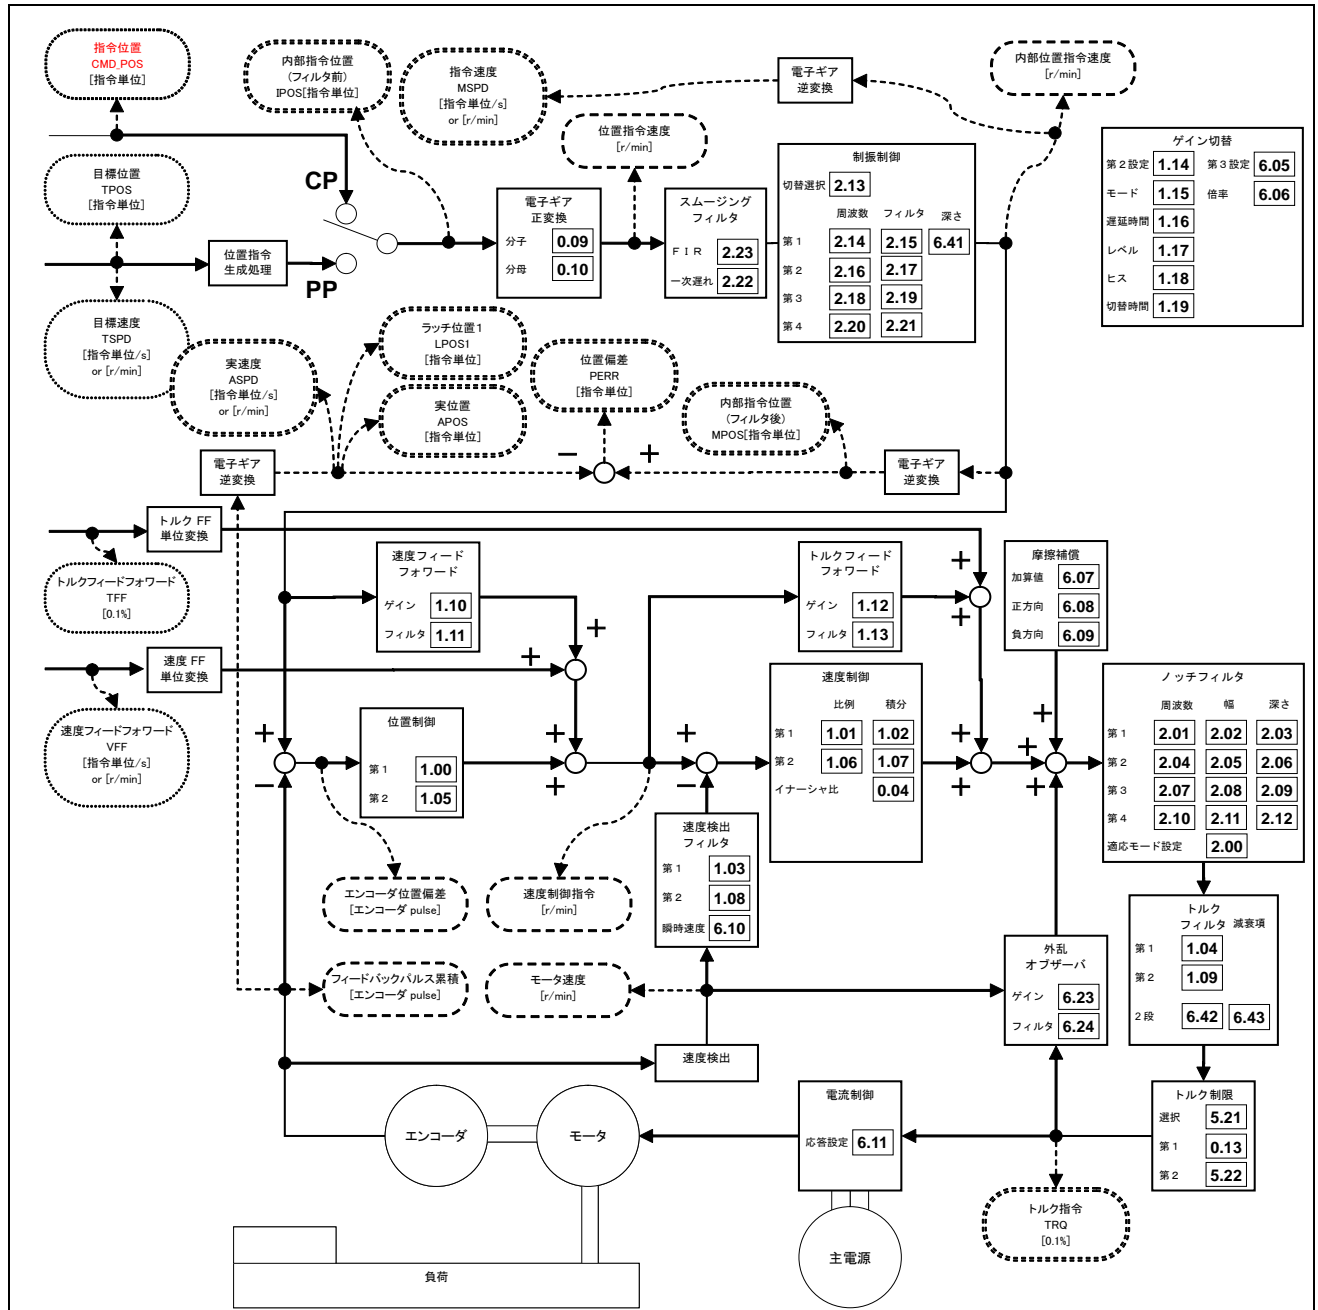 指令位置
CMD_POS
[指令単位]
内部指令位置
(フィルタ前)
IPOS[指令単位]
指令速度
MSPD
[指令単位/s]
or [r/min]
電子ギア
逆変換
内部位置指令速度
[r/min]
位置指令速度
[r/min]
目標位置
TPOS
[指令単位]
CP
位置指令
生成処理
PP
電子ギア
正変換
分子 0.09
分母 0.10
スムージング
フィルタ
FIR 2.23
一次遅れ 2.22
制振制御
切替選択 2.13
周波数 フィルタ 深さ
第1 2.14 2.15 6.41
第2 2.16 2.17
第3 2.18 2.19
第4 2.20 2.21
ゲイン切替
第2設定 1.14 第3設定 6.05
モード 1.15 倍率 6.06
遅延時間 1.16
レベル 1.17
ヒス 1.18
切替時間 1.19
目標速度
TSPD
[指令単位/s]
or [r/min]
実速度
ASPD
[指令単位/s]
or [r/min]
ラッチ位置1
LPOS1
[指令単位]
実位置
APOS
[指令単位]
位置偏差
PERR
[指令単位]
内部指令位置
(フィルタ後)
MPOS[指令単位]
電子ギア
逆変換
− +
電子ギア
逆変換
トルク FF
単位変換
トルクフィードフォワード
TFF
[0.1%]
速度フィード
フォワード
ゲイン 1.10
フィルタ 1.11
+
+
トルクフィード
フォワード
ゲイン 1.12
フィルタ 1.13
+
+
摩擦補償
加算値 6.07
正方向 6.08
負方向 6.09
速度 FF
単位変換
速度フィードフォワード
VFF
[指令単位/s]
or [r/min]
+
−
位置制御
第1 1.00
第2 1.05
+
+
+
−
速度制御
比例 積分
第1 1.01 1.02
第2 1.06 1.07
イナーシャ比 0.04
+
+
+
+
+
ノッチフィルタ
周波数 幅 深さ
第1 2.01 2.02 2.03
第2 2.04 2.05 2.06
第3 2.07 2.08 2.09
第4 2.10 2.11 2.12
適応モード設定 2.00
速度検出
フィルタ
第1 1.03
第2 1.08
瞬時速度 6.10
エンコーダ位置偏差
[エンコーダ pulse]
速度制御指令
[r/min]
フィードバックパルス累積
[エンコーダ pulse]
モータ速度
[r/min]
外乱
オブザーバ
ゲイン 6.23
フィルタ 6.24
トルク
フィルタ 減衰項
第1 1.04
第2 1.09
2段 6.42 6.43
速度検出
エンコーダ
モータ
電流制御
応答設定 6.11
トルク制限
選択 5.21
第1 0.13
第2 5.22
トルク指令
TRQ
[0.1%]
主電源
負荷